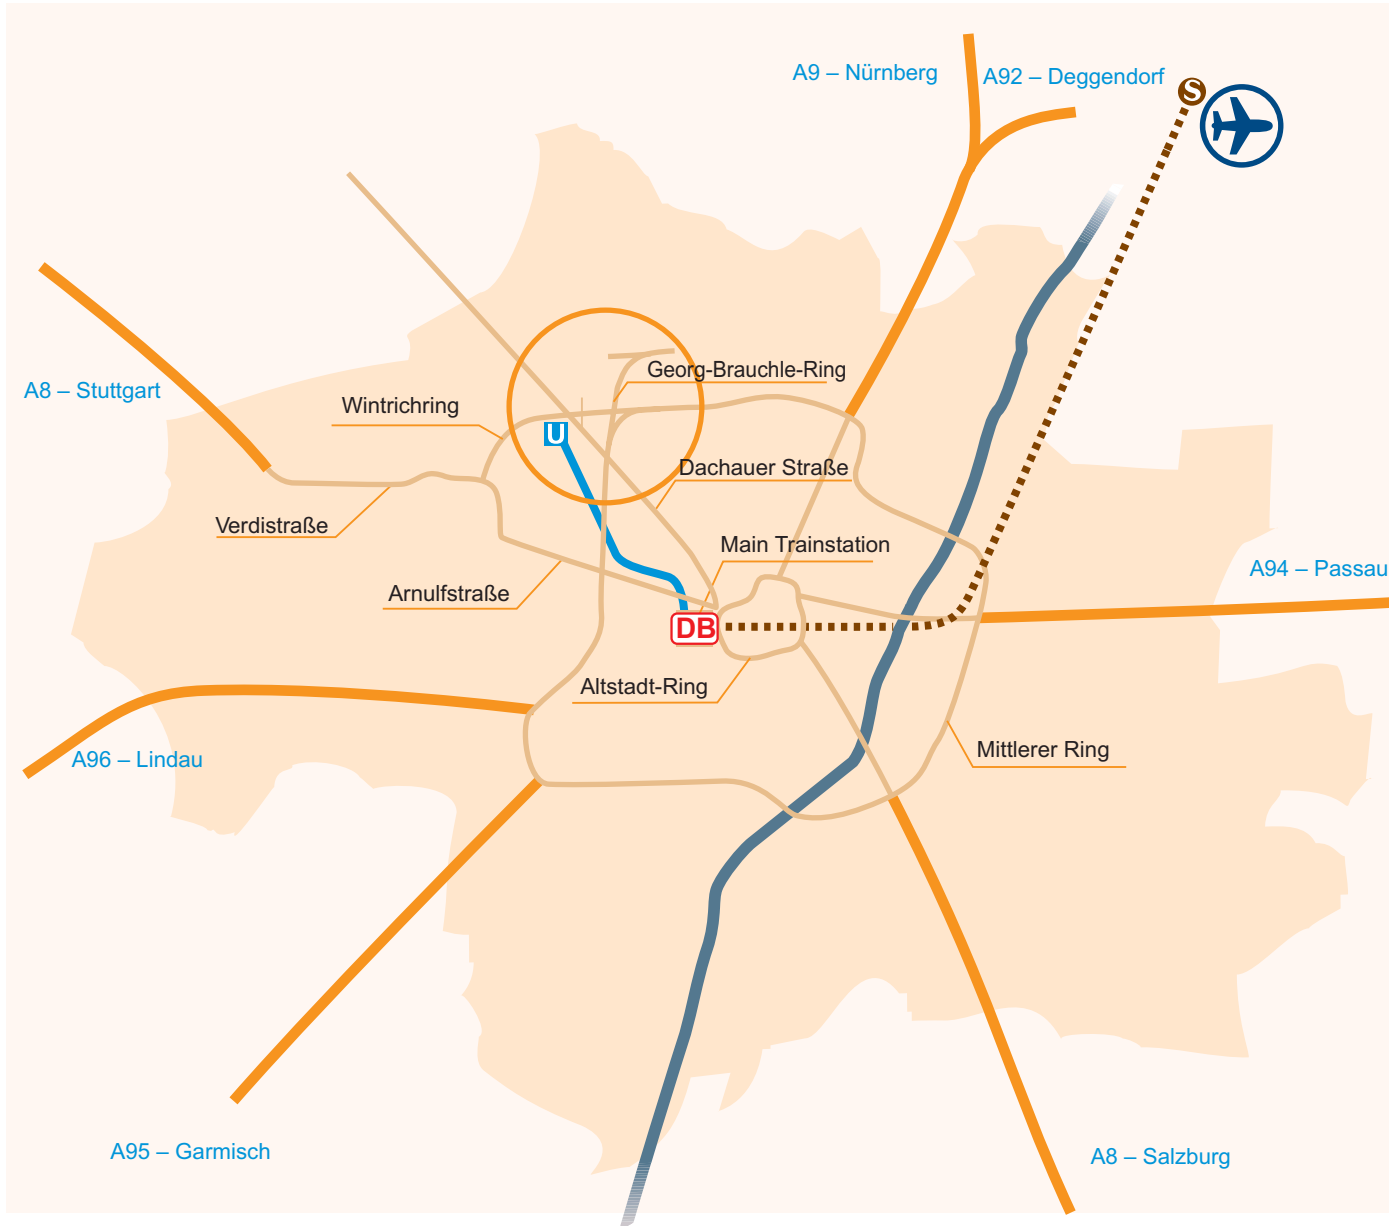 A9 – Nürnberg
A92 – Deggendorf
S
A8 – Stuttgart
Georg-Brauchle-Ring
Wintrichring
U
Dachauer Straße
Verdistraße
Main Trainstation
A94 – Passau
Arnulfstraße
DB
Altstadt-Ring
Mittlerer Ring
A96 – Lindau
A95 – Garmisch
A8 – Salzburg